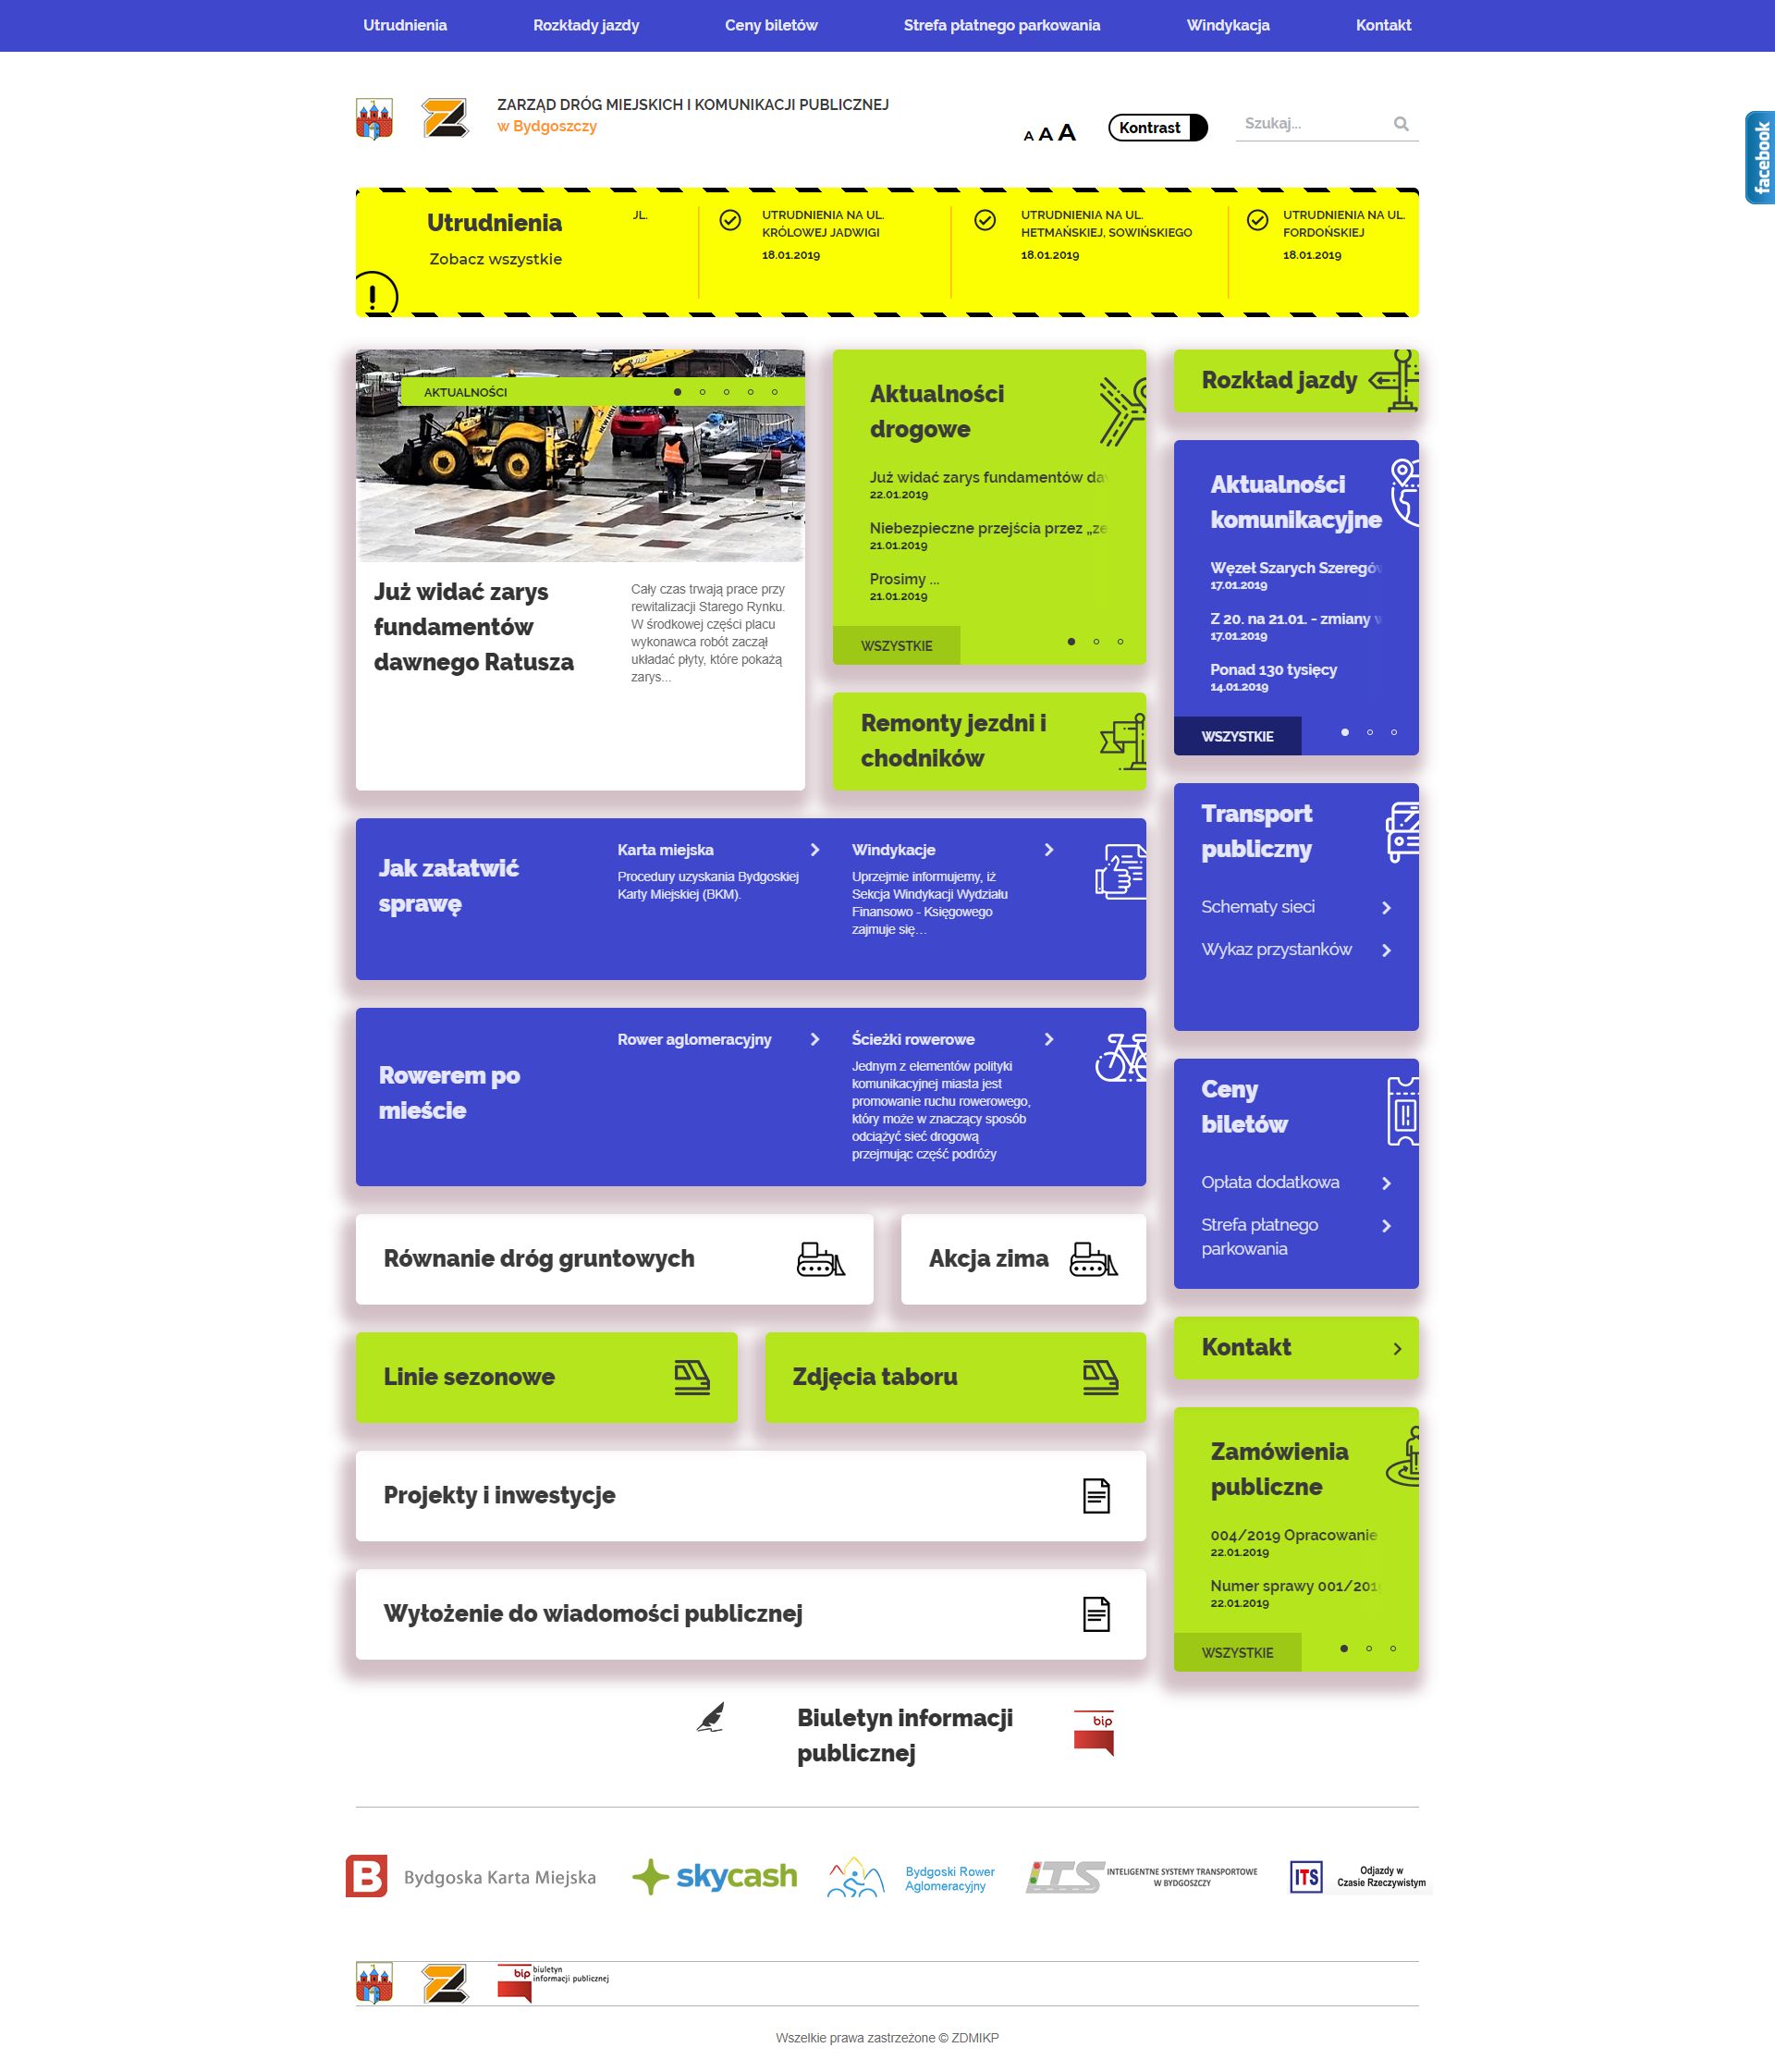 Utrudnienia
Rozkłady jazdy
Ceny biletów
Strefa płatnego parkowania
Windykacja
Kontakt
ZARZĄD DRÓG MIEJSKICH I KOMUNIKACJI PUBLICZNEJ
w Bydgoszczy
A A A
Kontrast
Szukaj...
facebook
Utrudnienia
Zobacz wszystkie
UL.
UTRUDNIENIA NA UL.
KRÓLOWEJ JADWIGI
18.01.2019
UTRUDNIENIA NA UL.
HETMAŃSKIEJ, SOWIŃSKIEGO
18.01.2019
UTRUDNIENIA NA UL.
FORDOŃSKIEJ
18.01.2019
AKTUALNOŚCI
Już widać zarys
fundamentów
dawnego Ratusza
Cały czas trwają prace przy
rewitalizacji Starego Rynku.
W środkowej części placu
wykonawca robót zaczął
układać płyty, które pokażą
zarys...
Aktualności
drogowe
Już widać zarys fundamentów daw
22.01.2019
Niebezpieczne przejścia przez „ze
21.01.2019
Prosimy ...
21.01.2019
WSZYSTKIE
Remonty jezdni i
chodników
Rozkład jazdy
Aktualności
komunikacyjne
Węzeł Szarych Szeregów
17.01.2019
Z 20. na 21.01. - zmiany w
17.01.2019
Ponad 130 tysięcy
14.01.2019
WSZYSTKIE
Jak załatwić
sprawę
Karta miejska
Procedury uzyskania Bydgoskiej
Karty Miejskiej (BKM).
Windykacje
Uprzejmie informujemy, iż
Sekcja Windykacji Wydziału
Finansowo - Księgowego
zajmuje się...
Transport
publiczny
Schematy sieci
Wykaz przystanków
Rowerem po
mieście
Rower aglomeracyjny
Ścieżki rowerowe
Jednym z elementów polityki
komunikacyjnej miasta jest
promowanie ruchu rowerowego,
który może w znaczący sposób
odciążyć sieć drogową
przejmując część podróży
Ceny
biletów
Opłata dodatkowa
Strefa płatnego
parkowania
Równanie dróg gruntowych
Akcja zima
Kontakt
Linie sezonowe
Zdjęcia taboru
Zamówienia
publiczne
004/2019 Opracowanie
22.01.2019
Numer sprawy 001/2019
22.01.2019
WSZYSTKIE
Projekty i inwestycje
Wyłożenie do wiadomości publicznej
Biuletyn informacji
publicznej
bip
B Bydgoska Karta Miejska
skycash
Bydgoski Rower
Aglomeracyjny
ITS INTELIGENTNE SYSTEMY TRANSPORTOWE
W BYDGOSZCZY
ITS
Odjazdy w
Czasie Rzeczywistym
bip biuletyn
informacji publicznej
Wszelkie prawa zastrzeżone © ZDMIKP